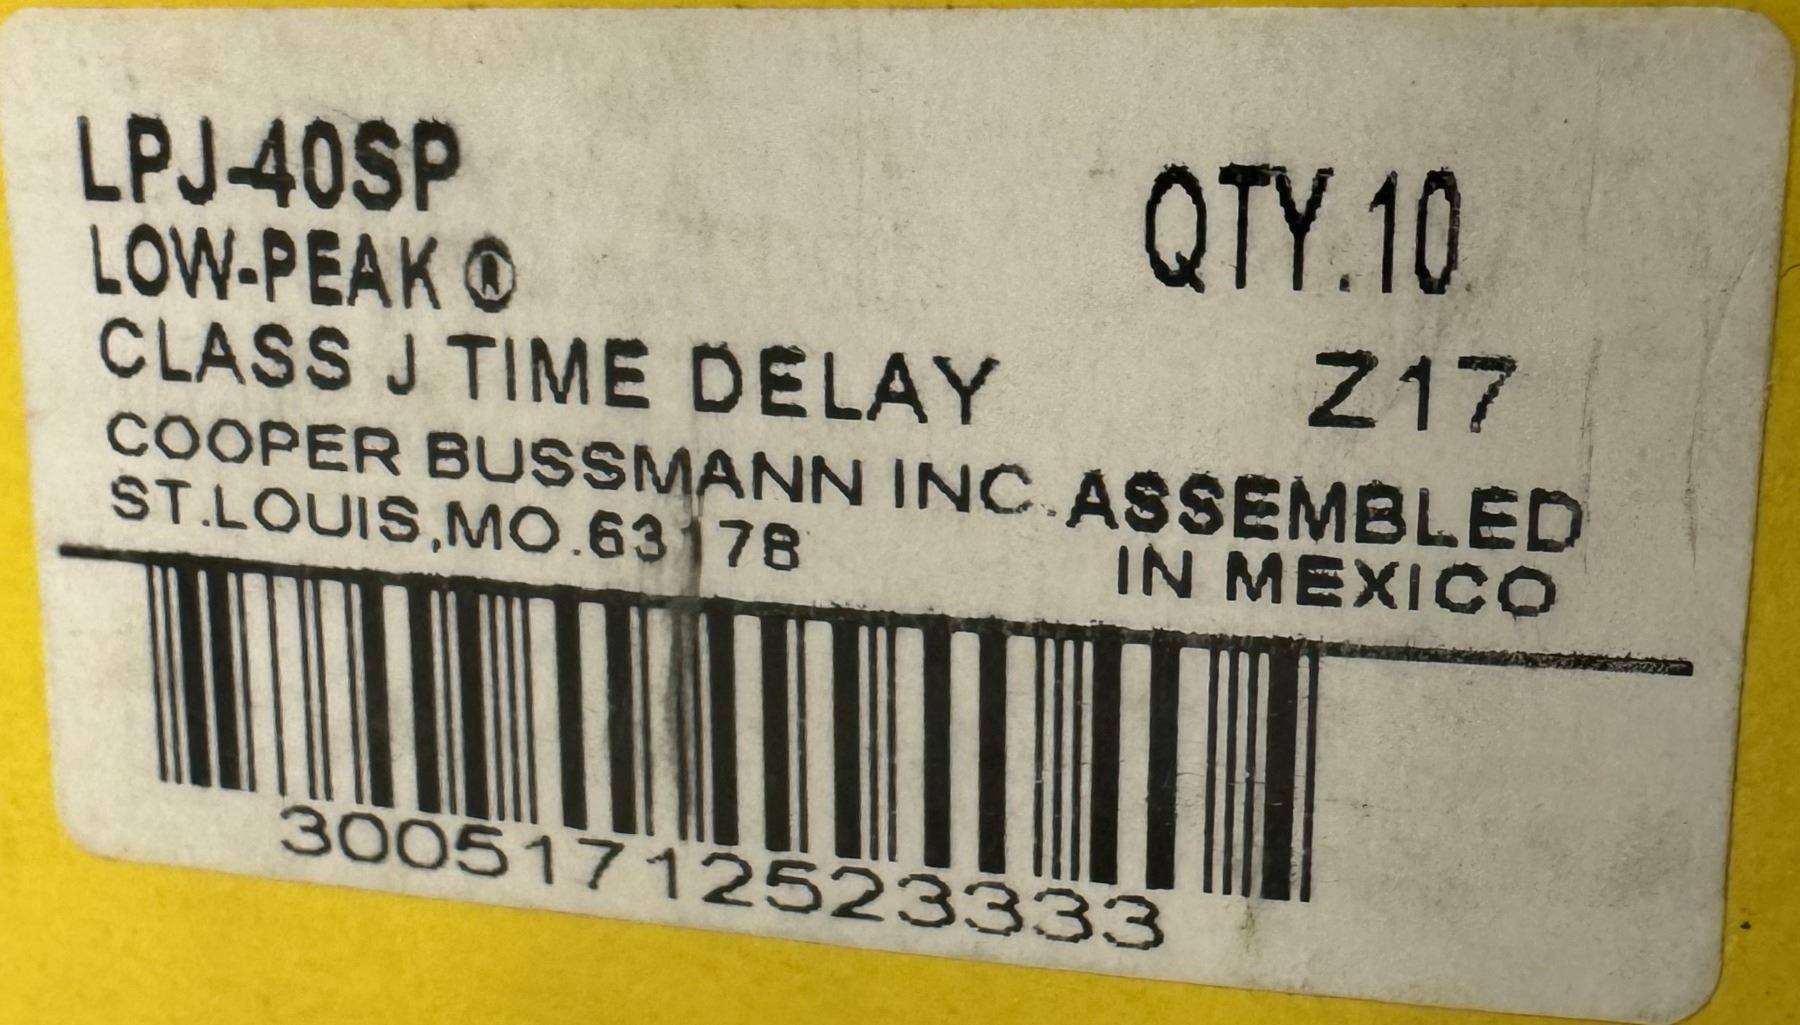 LPJ-40SP
LOW-PEAK ®
CLASS J TIME DELAY
COOPER BUSSMANN INC.
ST.LOUIS,MO.63178
QTY.10
Z17
ASSEMBLED
IN MEXICO
30051712523333